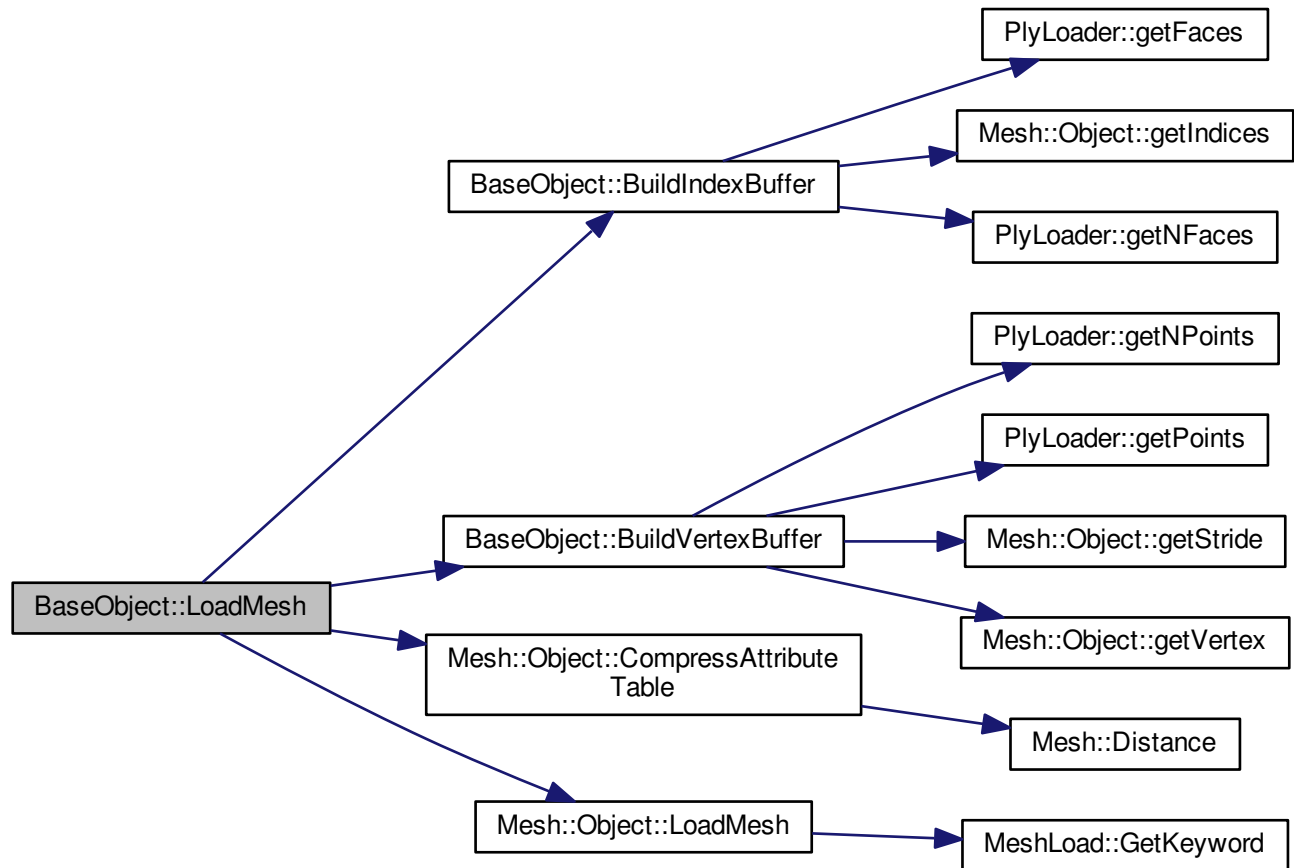 PlyLoader::getFaces
Mesh::Object::getIndices
BaseObject::BuildIndexBuffer
PlyLoader::getNFaces
PlyLoader::getNPoints
PlyLoader::getPoints
BaseObject::BuildVertexBuffer
Mesh::Object::getStride
BaseObject::LoadMesh
Mesh::Object::getVertex
Mesh::Object::CompressAttribute
Table
Mesh::Distance
Mesh::Object::LoadMesh
MeshLoad::GetKeyword